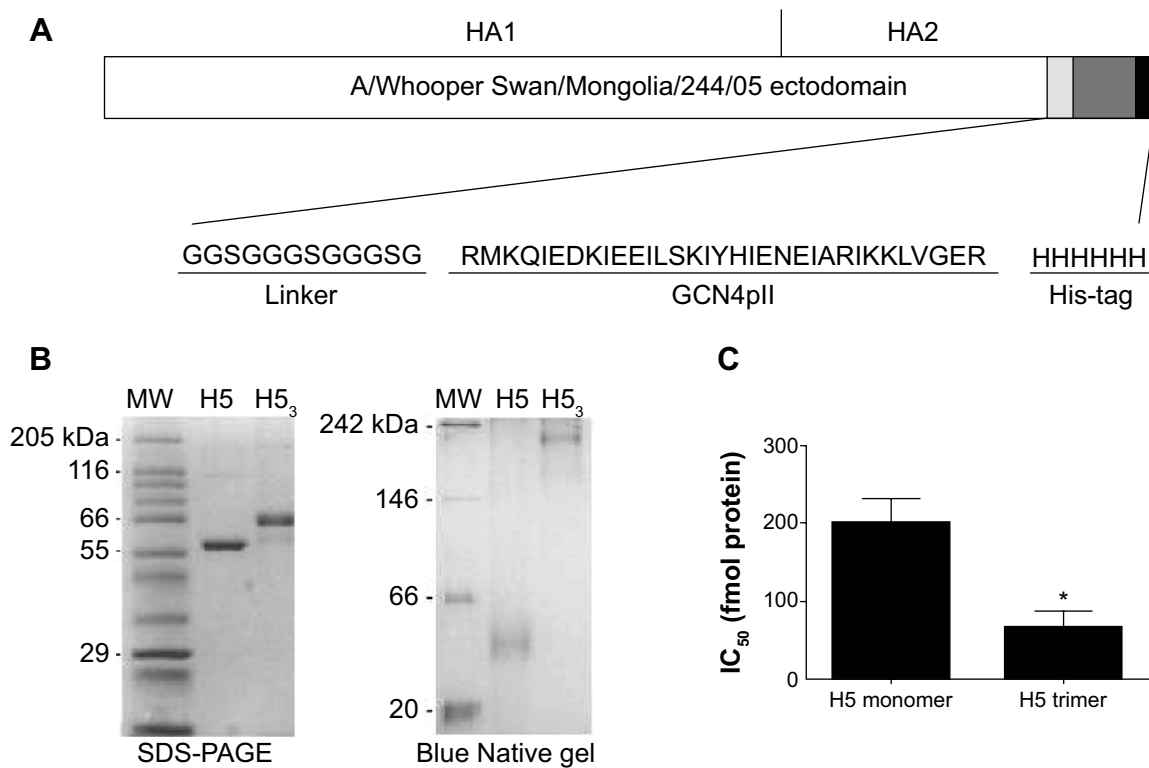 A
HA1 HA2
A/Whooper Swan/Mongolia/244/05 ectodomain
GGSGGGSGGGSG RMKQIEDKIEEILSKIYHIENEIARIKKLVGER HHHHHH
Linker GCN4pII His-tag
B
MW H5 H5₃
205 kDa -
116 -
66 -
55 -
29 -
SDS-PAGE
MW H5 H5₃
242 kDa -
146 -
66 -
20 -
Blue Native gel
C
IC₅₀ (fmol protein)
300
200
100
0
*
H5 monomer H5 trimer